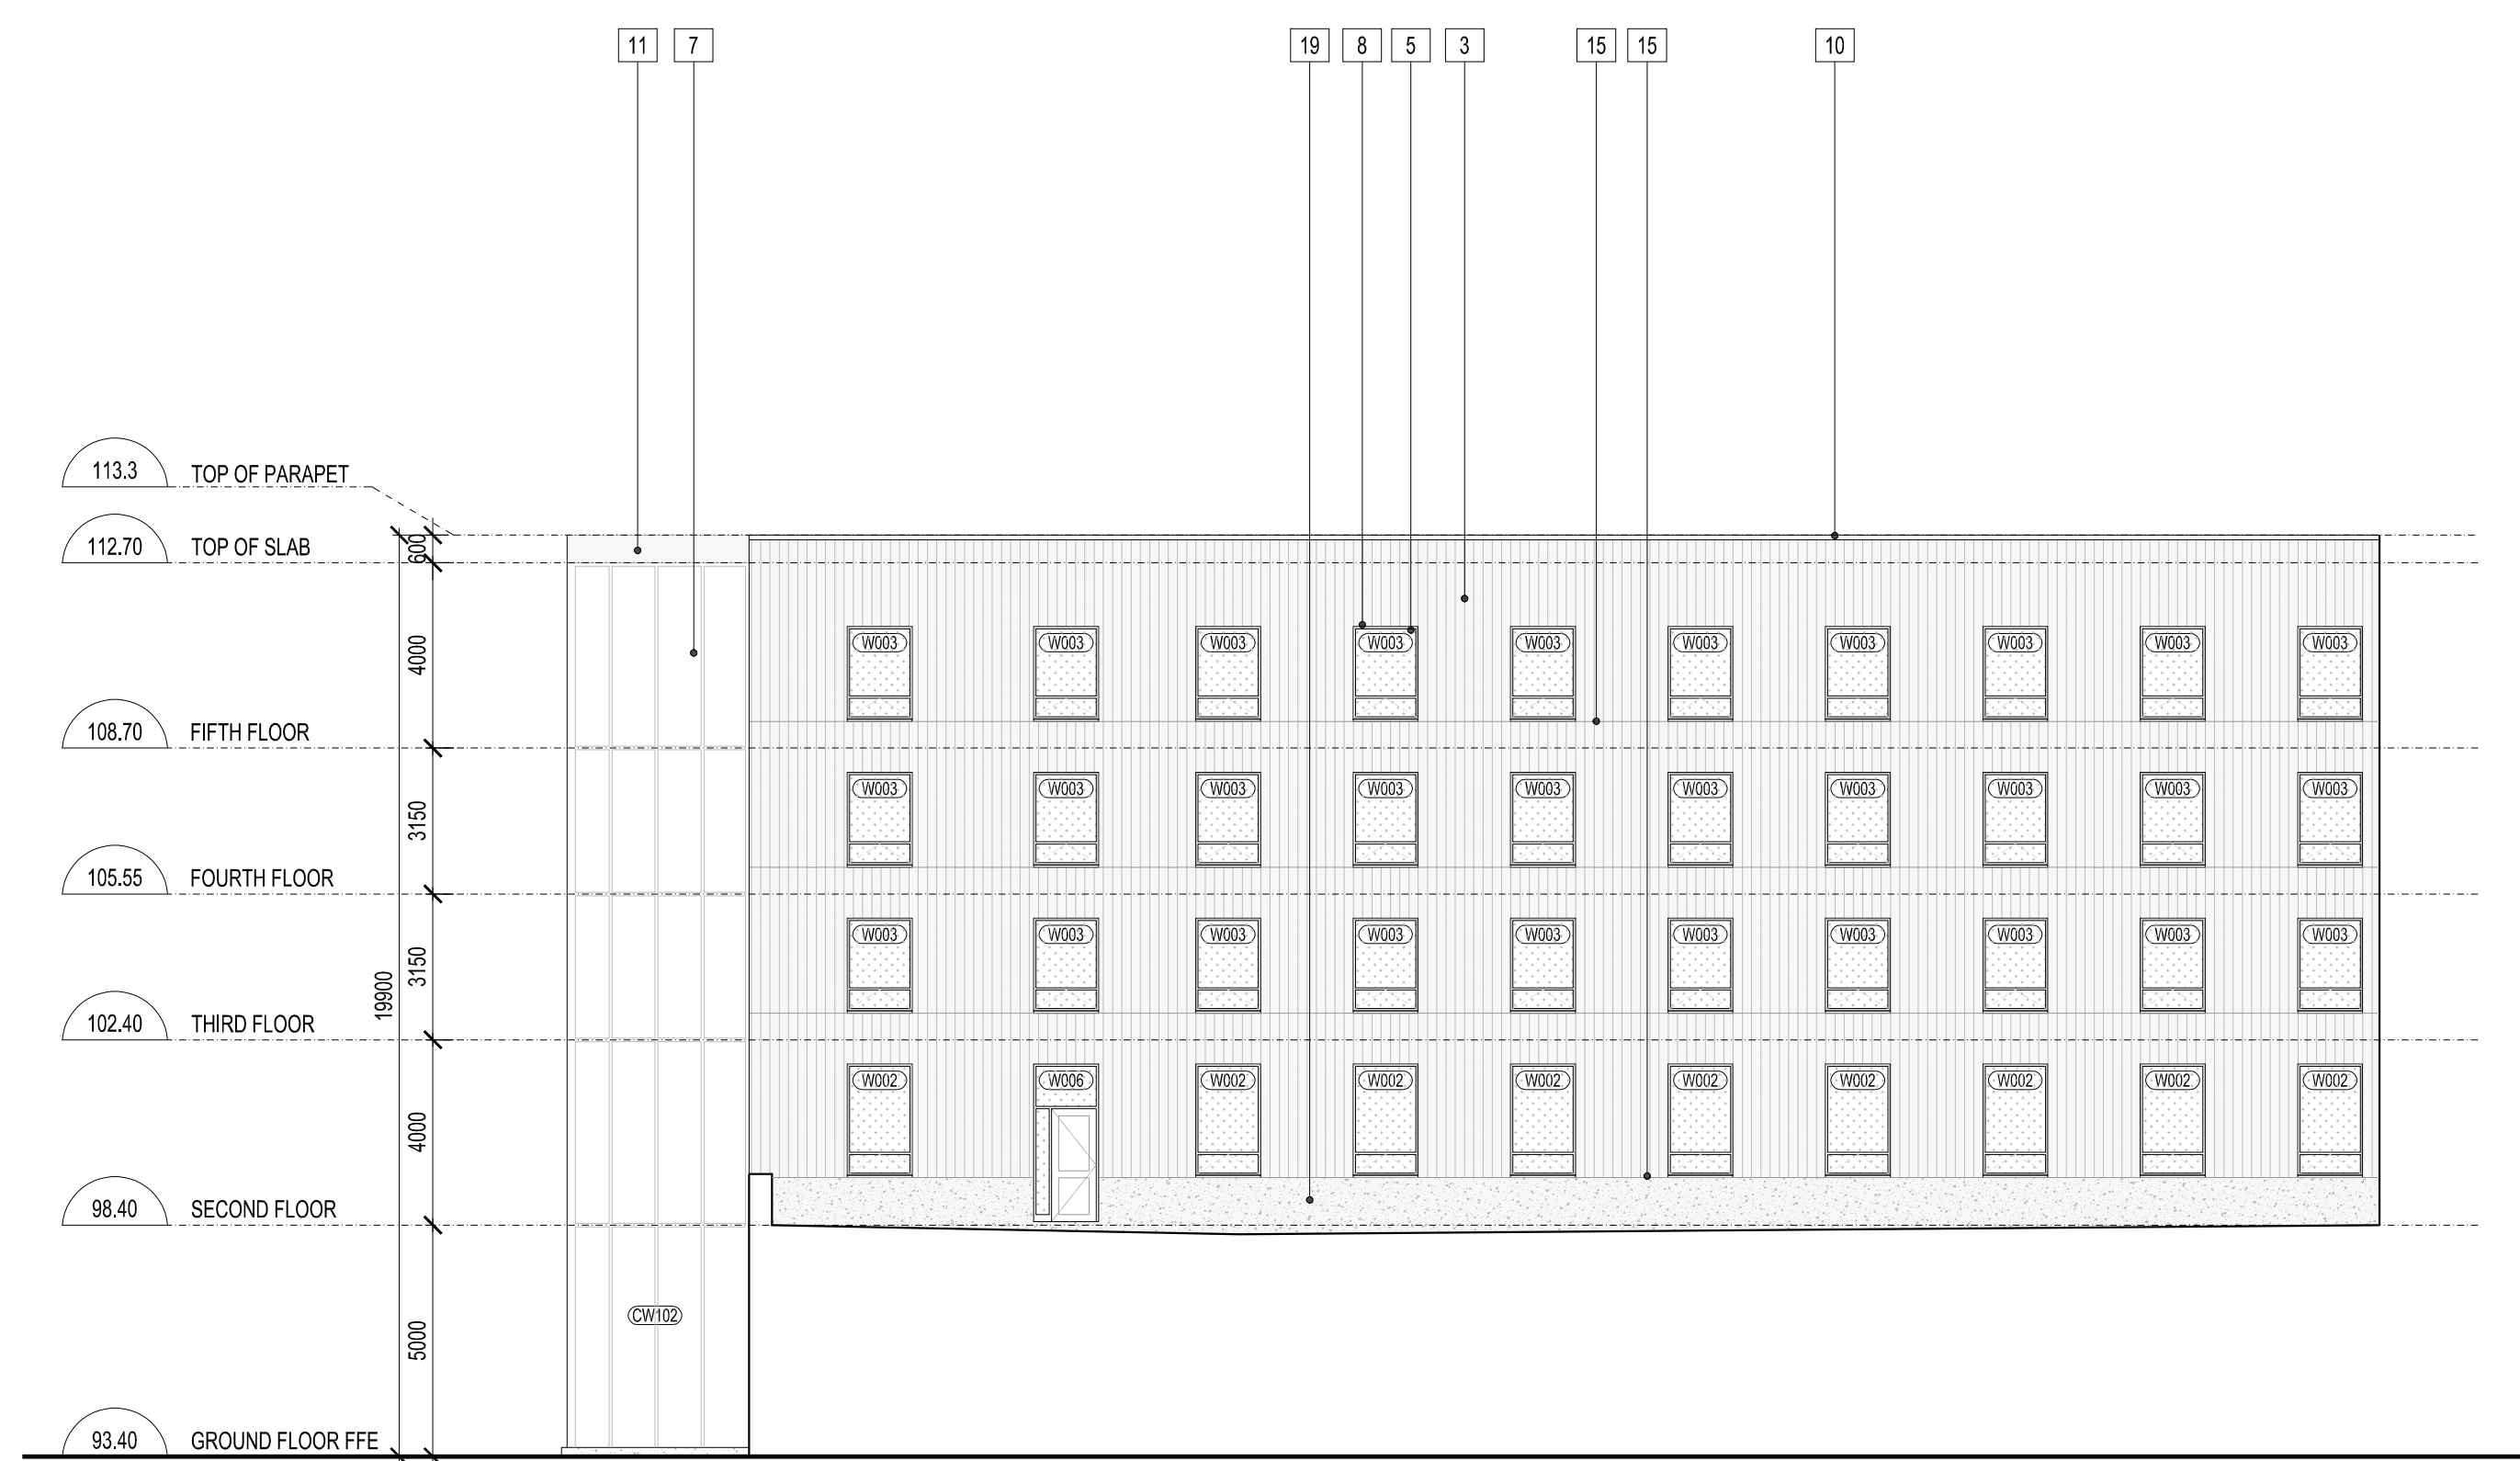 11 7 19 8 5 3 15 15 10
113.3 TOP OF PARAPET
112.70 TOP OF SLAB
600
W003 W003 W003 W003 W003 W003 W003 W003 W003 W003
4000
108.70 FIFTH FLOOR
W003 W003 W003 W003 W003 W003 W003 W003 W003 W003
3150
105.55 FOURTH FLOOR
W003 W003 W003 W003 W003 W003 W003 W003 W003 W003
3150
19900
102.40 THIRD FLOOR
W002 W006 W002 W002 W002 W002 W002 W002 W002 W002
4000
98.40 SECOND FLOOR
CW102
5000
93.40 GROUND FLOOR FFE